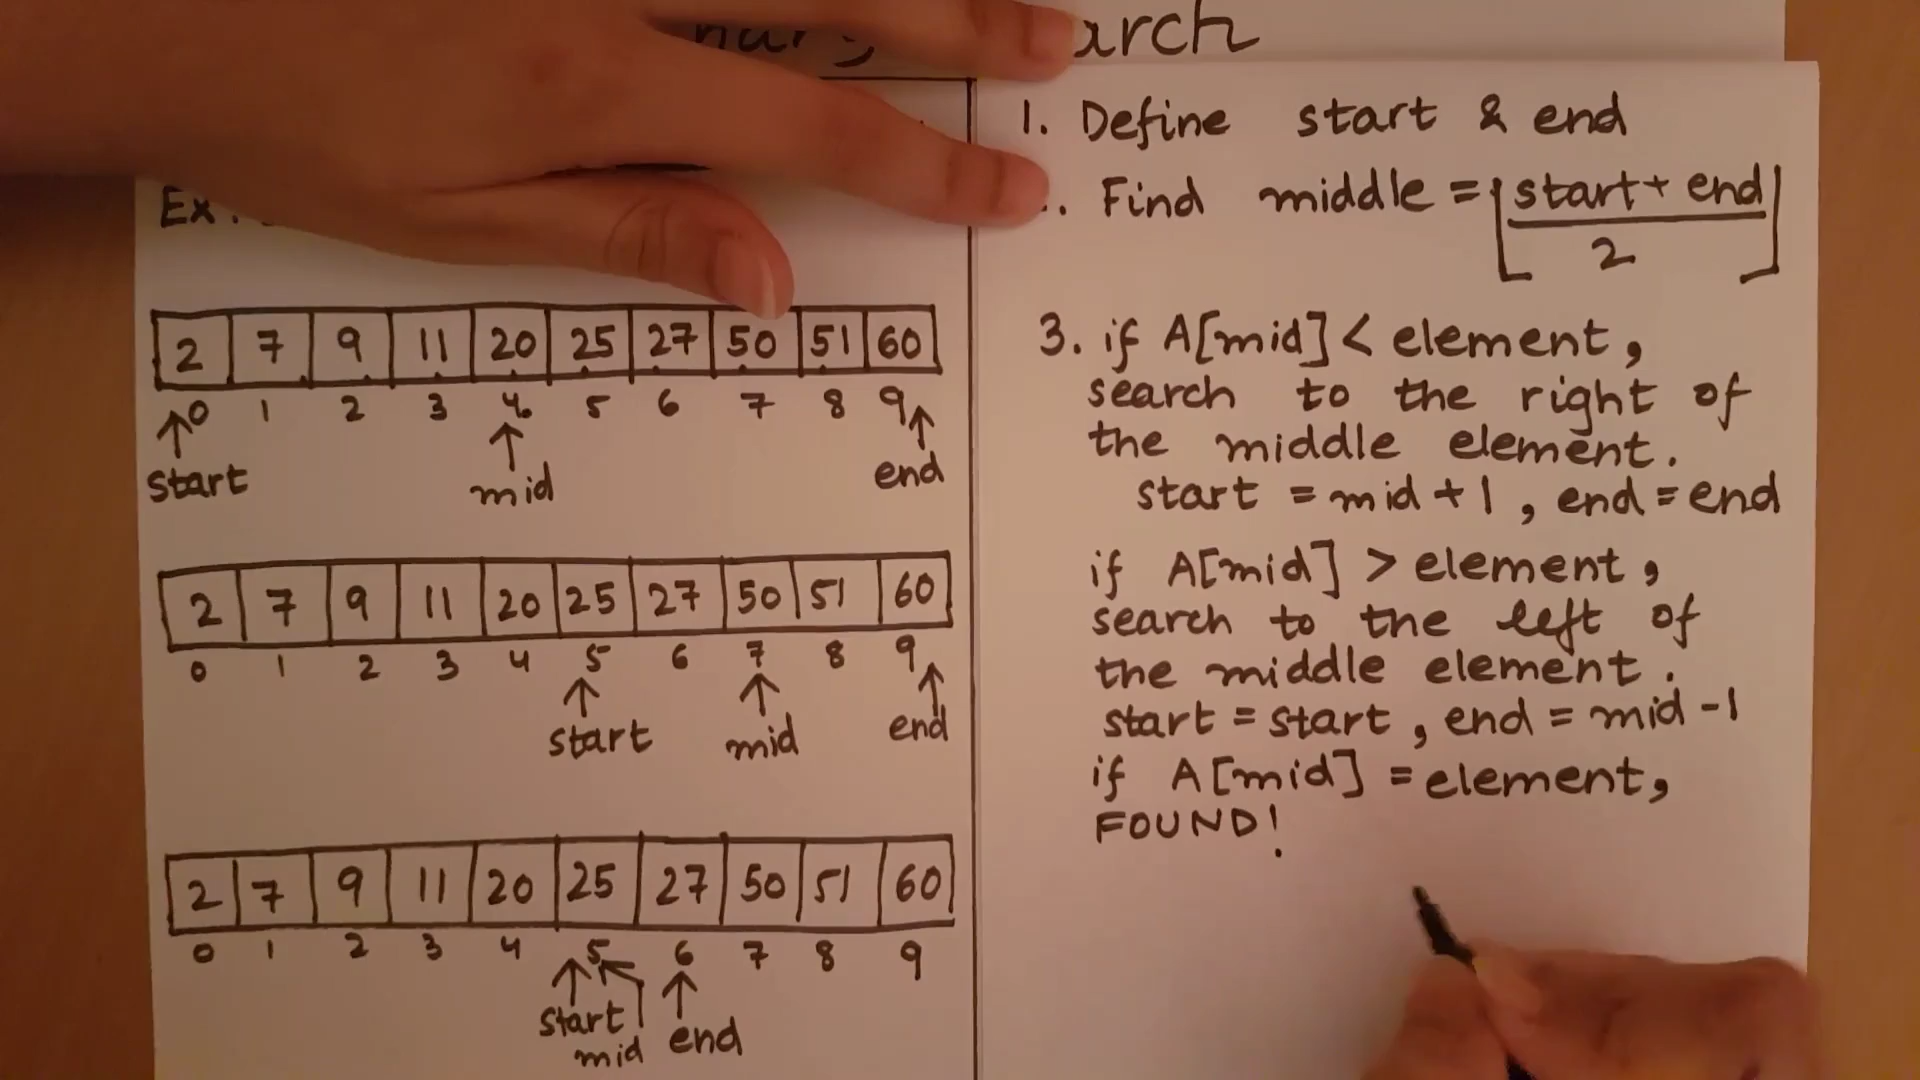 arch
Ex.
2 7 9 11 20 25 27 50 51 60
0 1 2 3 4 5 6 7 8 9
start mid end
2 7 9 11 20 25 27 50 51 60
0 1 2 3 4 5 6 7 8 9
start mid end
2 7 9 11 20 25 27 50 51 60
0 1 2 3 4 5 6 7 8 9
start end
mid
1. Define start & end
. Find middle = ⌊start + end
2⌋
3. if A[mid] < element,
search to the right of
the middle element.
start = mid + 1, end = end
if A[mid] > element,
search to the left of
the middle element.
start = start, end = mid - 1
if A[mid] = element,
FOUND!